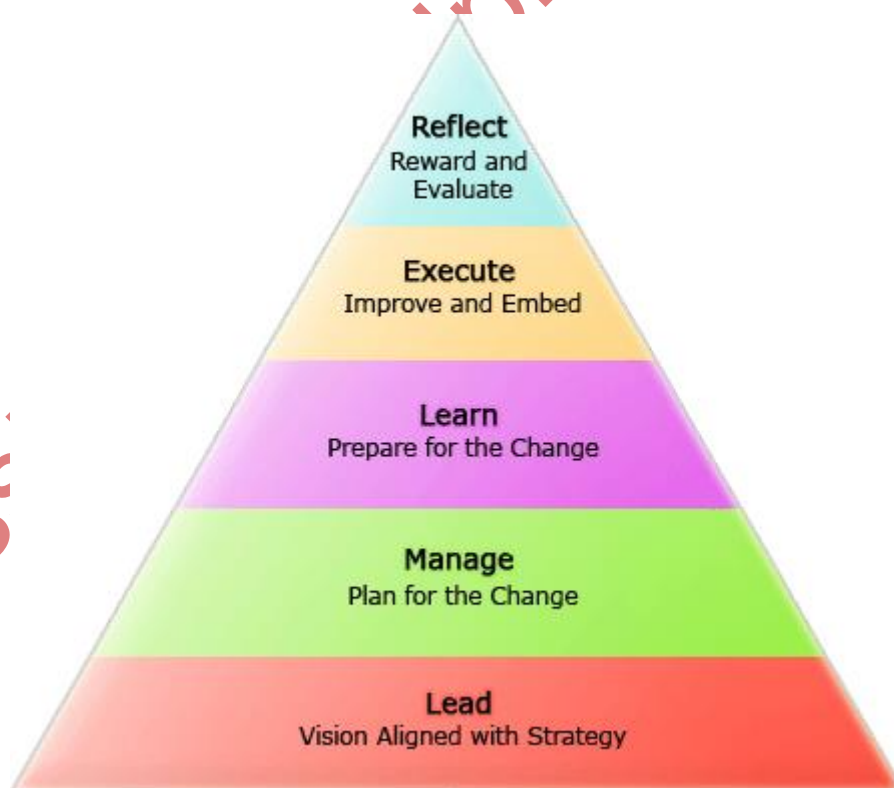 Reflect
Reward and
Evaluate
Execute
Improve and Embed
Learn
Prepare for the Change
Manage
Plan for the Change
Lead
Vision Aligned with Strategy